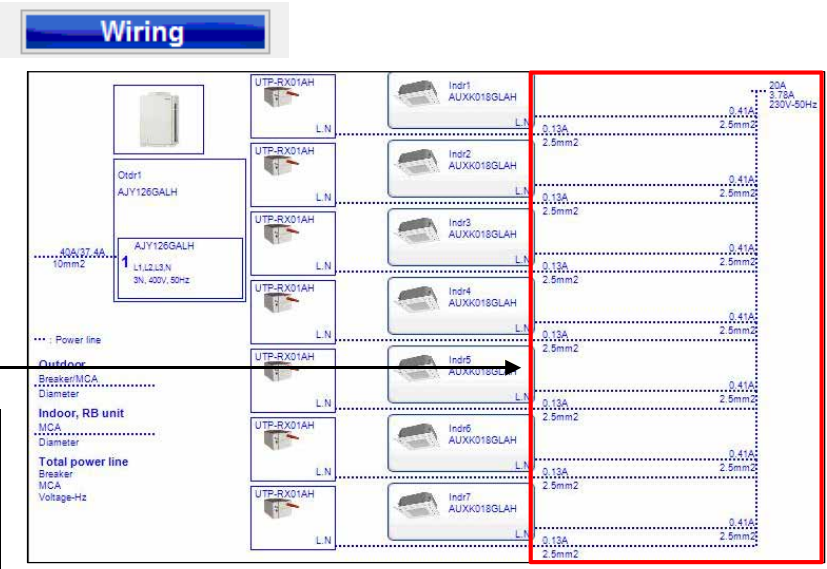 Wiring
Otdr1
AJY126GALH
AJY126GALH
1 L1,L2,L3,N
3N, 400V, 50Hz
40A/37.4A
10mm2
··· : Power line
Outdoor
Breaker/MCA
Diameter
Indoor, RB unit
MCA
Diameter
Total power line
Breaker
MCA
Voltage-Hz
UTP-RX01AH
L.N
Indr1
AUXK018GLAH
L.N
0.41A
2.5mm2
0.13A
2.5mm2
UTP-RX01AH
L.N
Indr2
AUXK018GLAH
L.N
0.41A
2.5mm2
0.13A
2.5mm2
UTP-RX01AH
L.N
Indr3
AUXK018GLAH
L.N
0.41A
2.5mm2
0.13A
2.5mm2
UTP-RX01AH
L.N
Indr4
AUXK018GLAH
L.N
0.41A
2.5mm2
0.13A
2.5mm2
UTP-RX01AH
L.N
Indr5
AUXK018GLAH
L.N
0.41A
2.5mm2
0.13A
2.5mm2
UTP-RX01AH
L.N
Indr6
AUXK018GLAH
L.N
0.41A
2.5mm2
0.13A
2.5mm2
UTP-RX01AH
L.N
Indr7
AUXK018GLAH
L.N
0.41A
2.5mm2
0.13A
2.5mm2
20A
3.78A
230V-50Hz